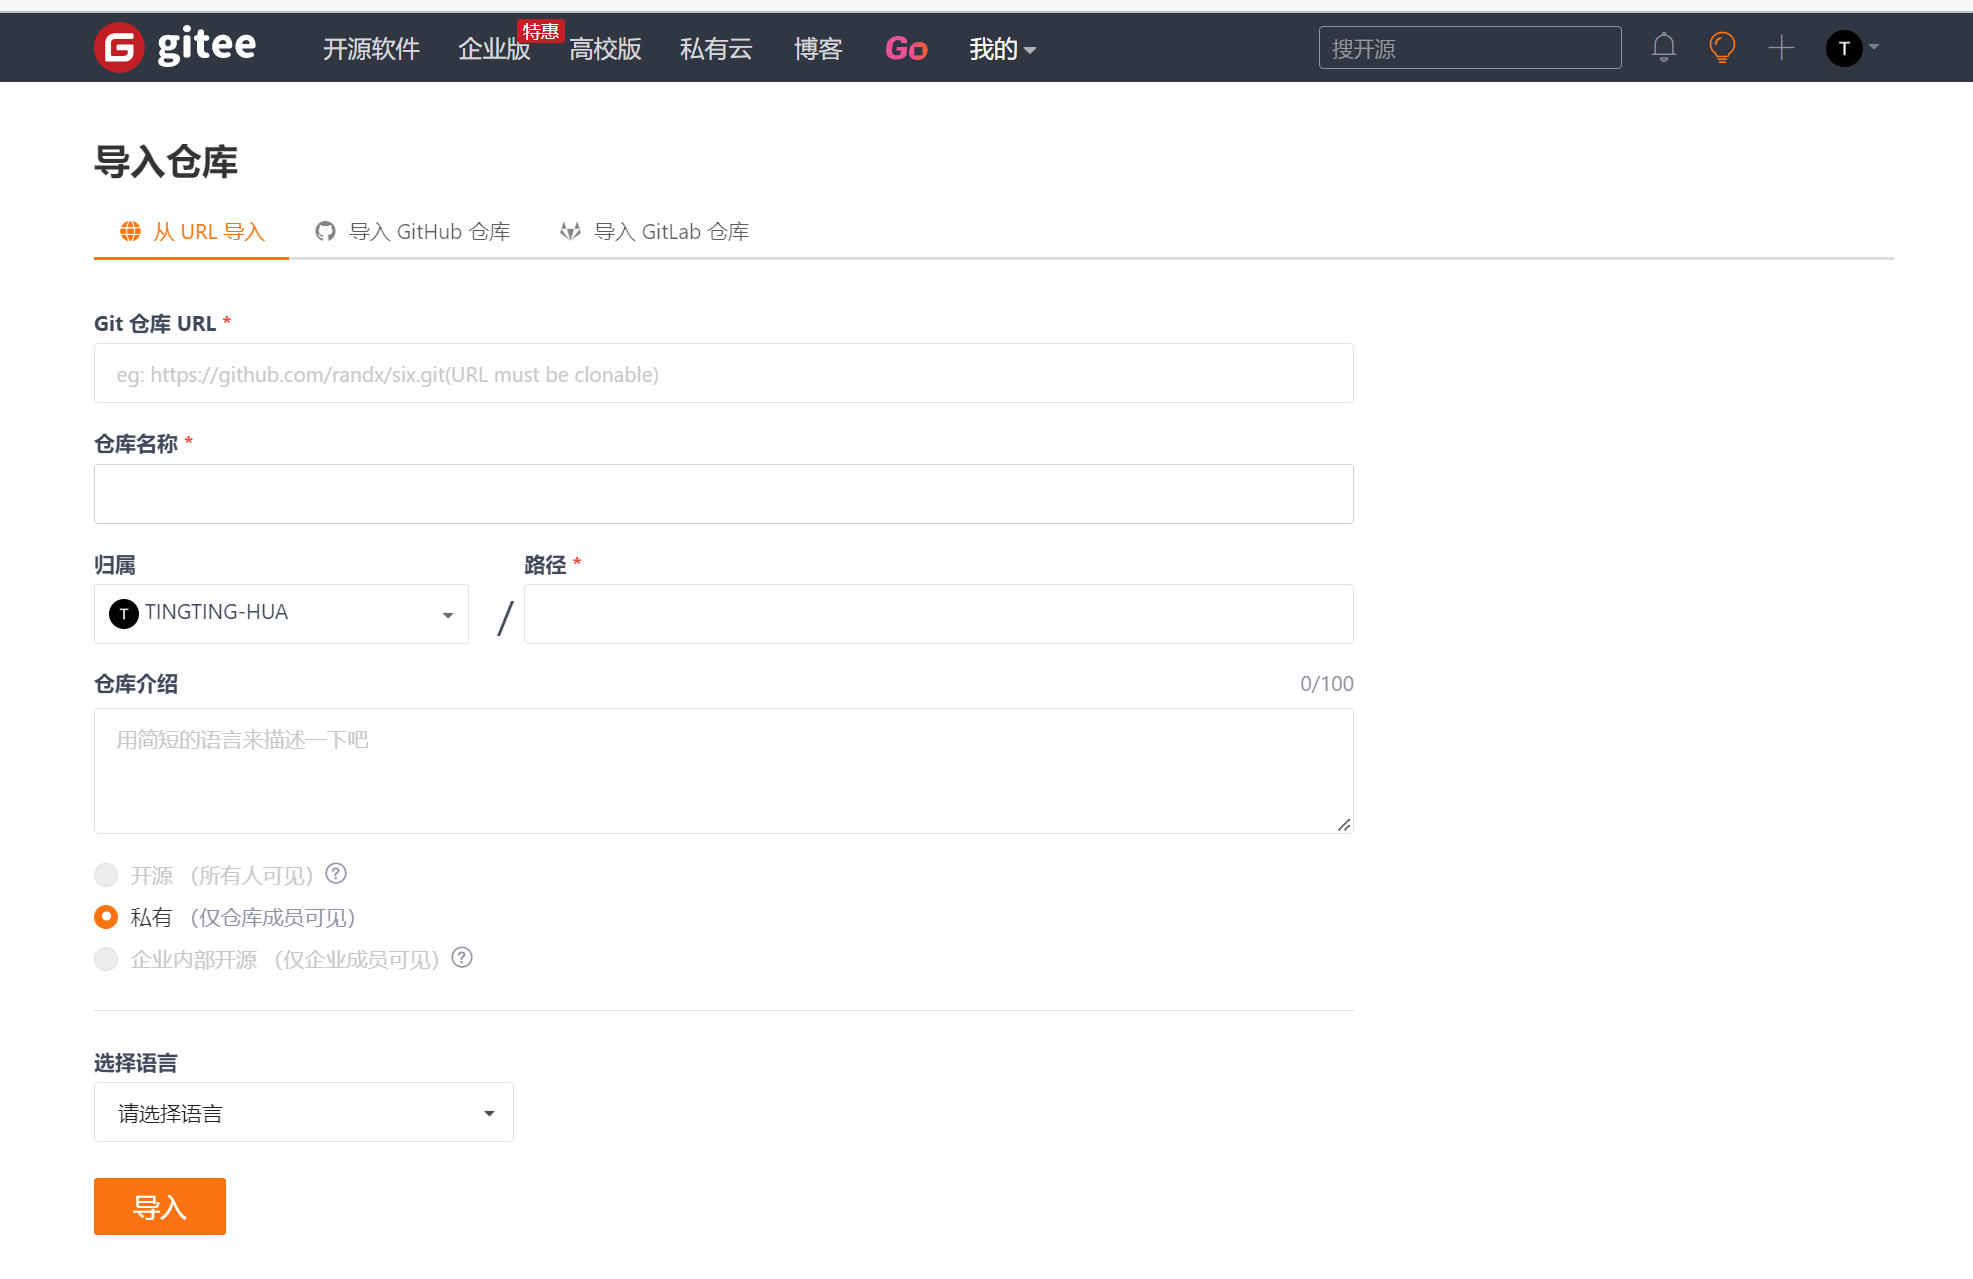 gitee 开源软件 企业版 特惠 高校版 私有云 博客 Go 我的 搜开源 T
导入仓库
从 URL 导入 导入 GitHub 仓库 导入 GitLab 仓库
Git 仓库 URL *
eg: https://github.com/randx/six.git(URL must be clonable)
仓库名称 *
归属 路径 *
T TINGTING-HUA /
仓库介绍 0/100
用简短的语言来描述一下吧
开源 （所有人可见） ?
私有 （仅仓库成员可见）
企业内部开源 （仅企业成员可见） ?
选择语言
请选择语言
导入